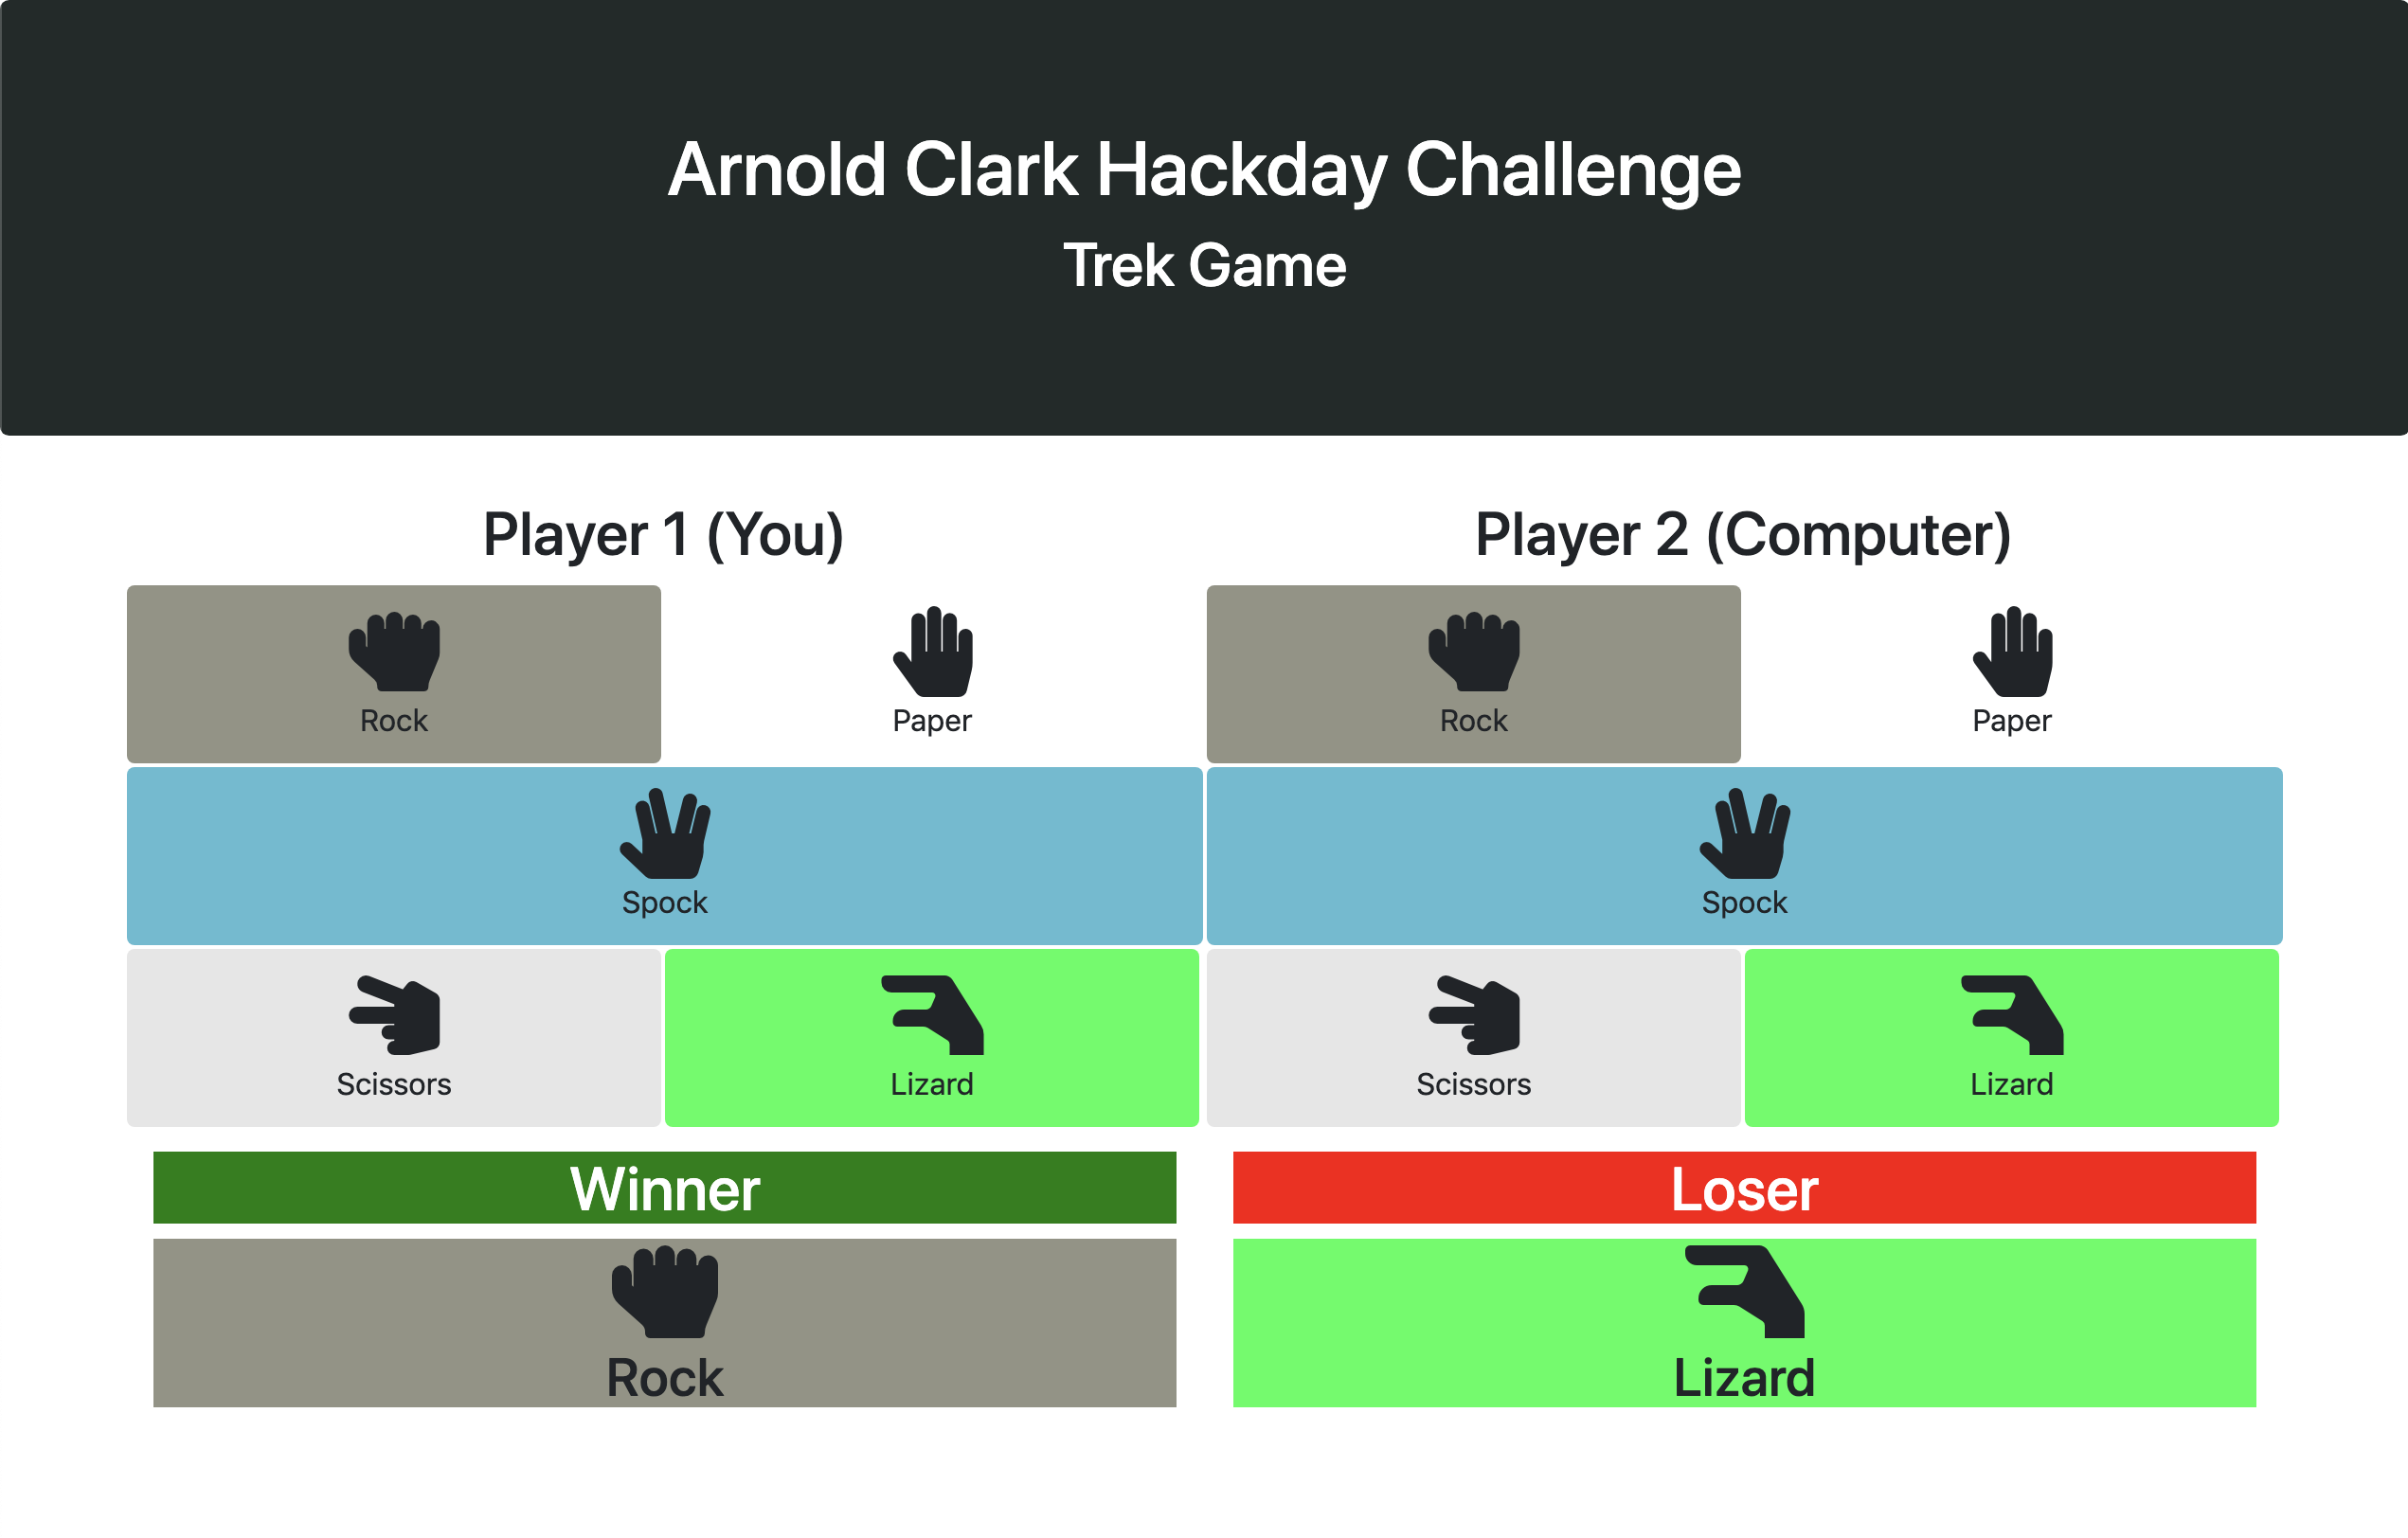 Arnold Clark Hackday Challenge
Trek Game
Player 1 (You)
Player 2 (Computer)
Rock
Paper
Rock
Paper
Spock
Spock
Scissors
Lizard
Scissors
Lizard
Winner
Loser
Rock
Lizard